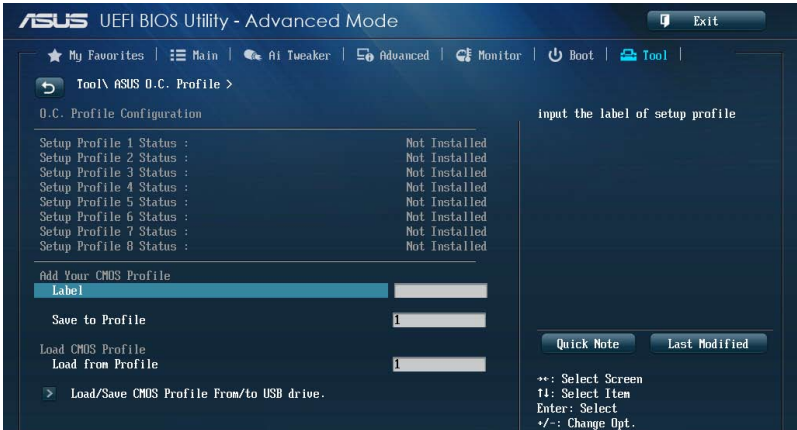 ASUS UEFI BIOS Utility - Advanced Mode
Exit
My Favorites | Main | Ai Tweaker | Advanced | Monitor | Boot | Tool |
Tool\ ASUS O.C. Profile >
O.C. Profile Configuration
input the label of setup profile
Setup Profile 1 Status : Not Installed
Setup Profile 2 Status : Not Installed
Setup Profile 3 Status : Not Installed
Setup Profile 4 Status : Not Installed
Setup Profile 5 Status : Not Installed
Setup Profile 6 Status : Not Installed
Setup Profile 7 Status : Not Installed
Setup Profile 8 Status : Not Installed
Add Your CMOS Profile
Label
Save to Profile 1
Load CMOS Profile
Load from Profile 1
> Load/Save CMOS Profile From/to USB drive.
Quick Note
Last Modified
→←: Select Screen
↑↓: Select Item
Enter: Select
+/-: Change Opt.